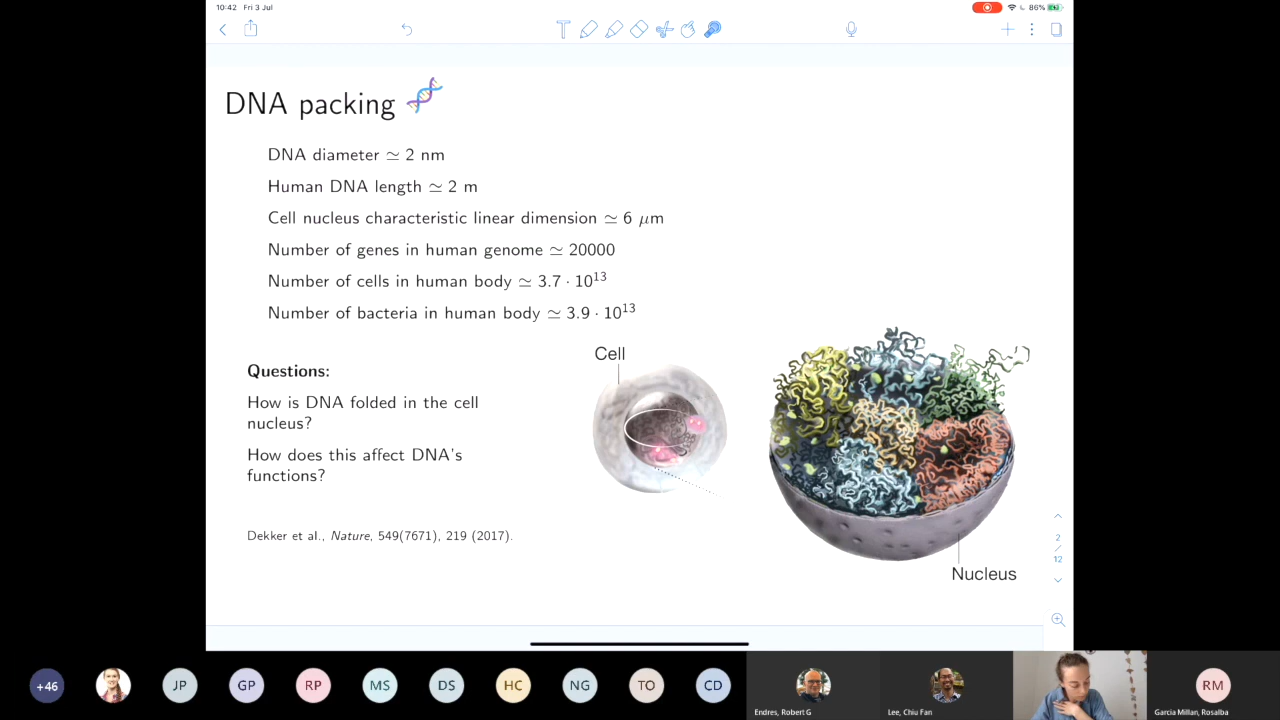 10:42 Fri 3 Jul
86%
T
DNA packing
DNA diameter ≃ 2 nm
Human DNA length ≃ 2 m
Cell nucleus characteristic linear dimension ≃ 6 μm
Number of genes in human genome ≃ 20000
Number of cells in human body ≃ 3.7 · 10¹³
Number of bacteria in human body ≃ 3.9 · 10¹³
Cell
Questions:
How is DNA folded in the cell
nucleus?
How does this affect DNA's
functions?
Dekker et al., Nature, 549(7671), 219 (2017).
Nucleus
2
/
12
+46
JP
GP
RP
MS
DS
HC
NG
TO
CD
RM
Endres, Robert G
Lee, Chiu Fan
Garcia Millan, Rosalba